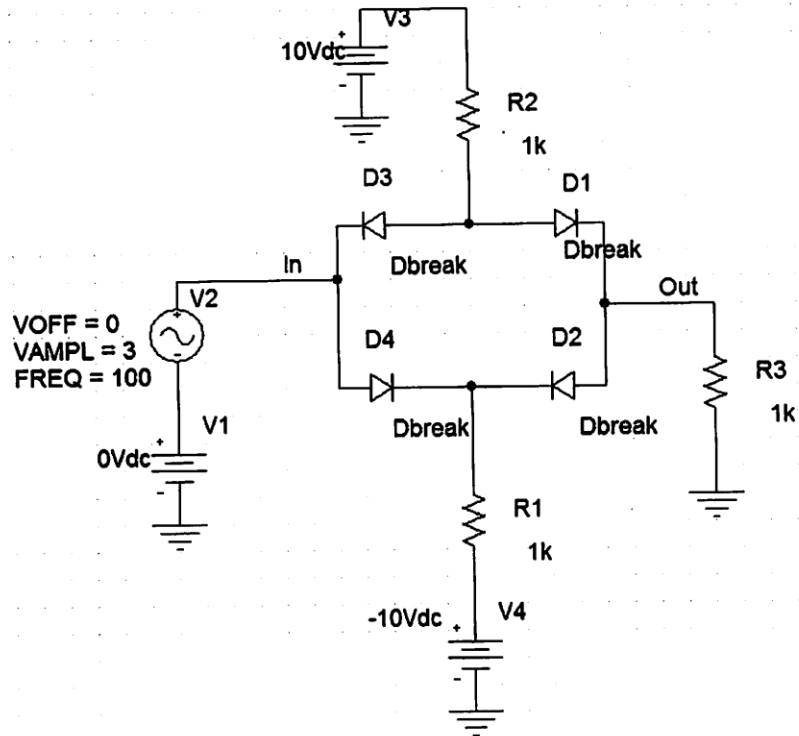 V3
10Vdc
R2
1k
D3
D1
Dbreak
Dbreak
In
Out
V2
VOFF = 0
VAMPL = 3
FREQ = 100
D4
D2
R3
1k
V1
Dbreak
Dbreak
0Vdc
R1
1k
-10Vdc
V4